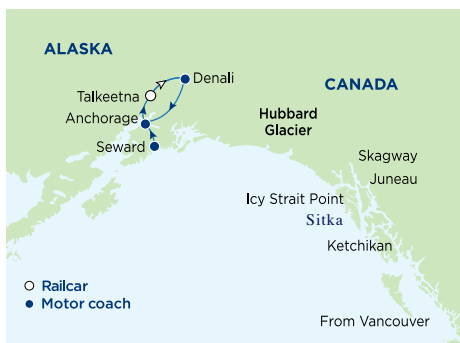 ALASKA
Denali
CANADA
Talkeetna
Anchorage
Hubbard
Glacier
Seward
Skagway
Juneau
Icy Strait Point
Sitka
Ketchikan
Railcar
Motor coach
From Vancouver